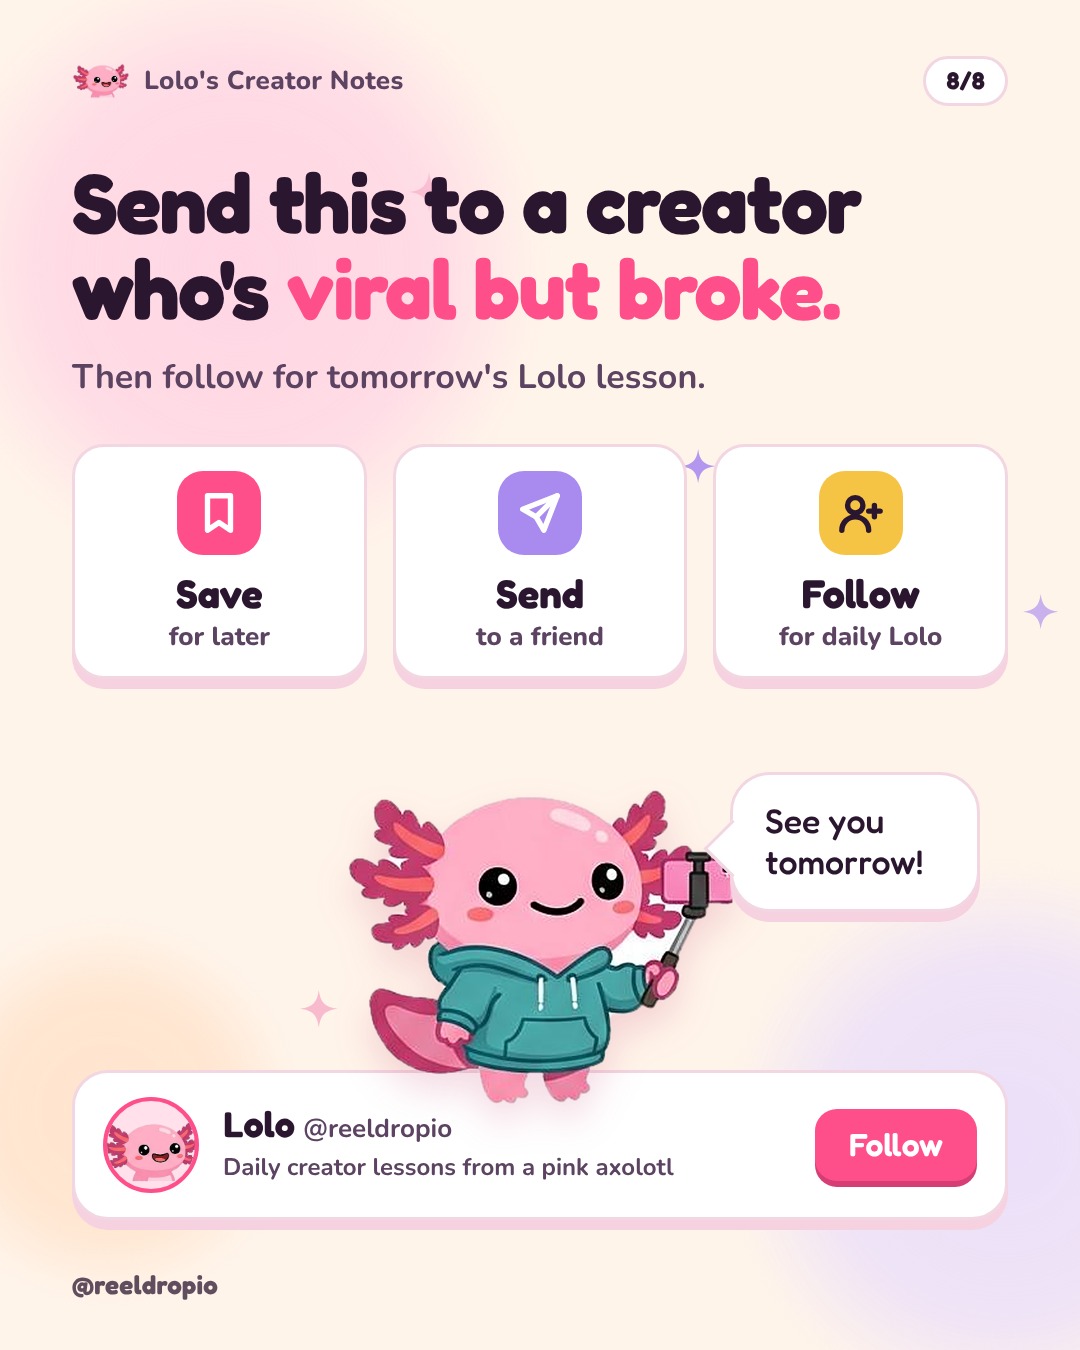 Lolo's Creator Notes
8/8
Send this to a creator
who's viral but broke.
Then follow for tomorrow's Lolo lesson.
Save
for later
Send
to a friend
Follow
for daily Lolo
See you
tomorrow!
Lolo @reeldropio
Daily creator lessons from a pink axolotl
Follow
@reeldropio